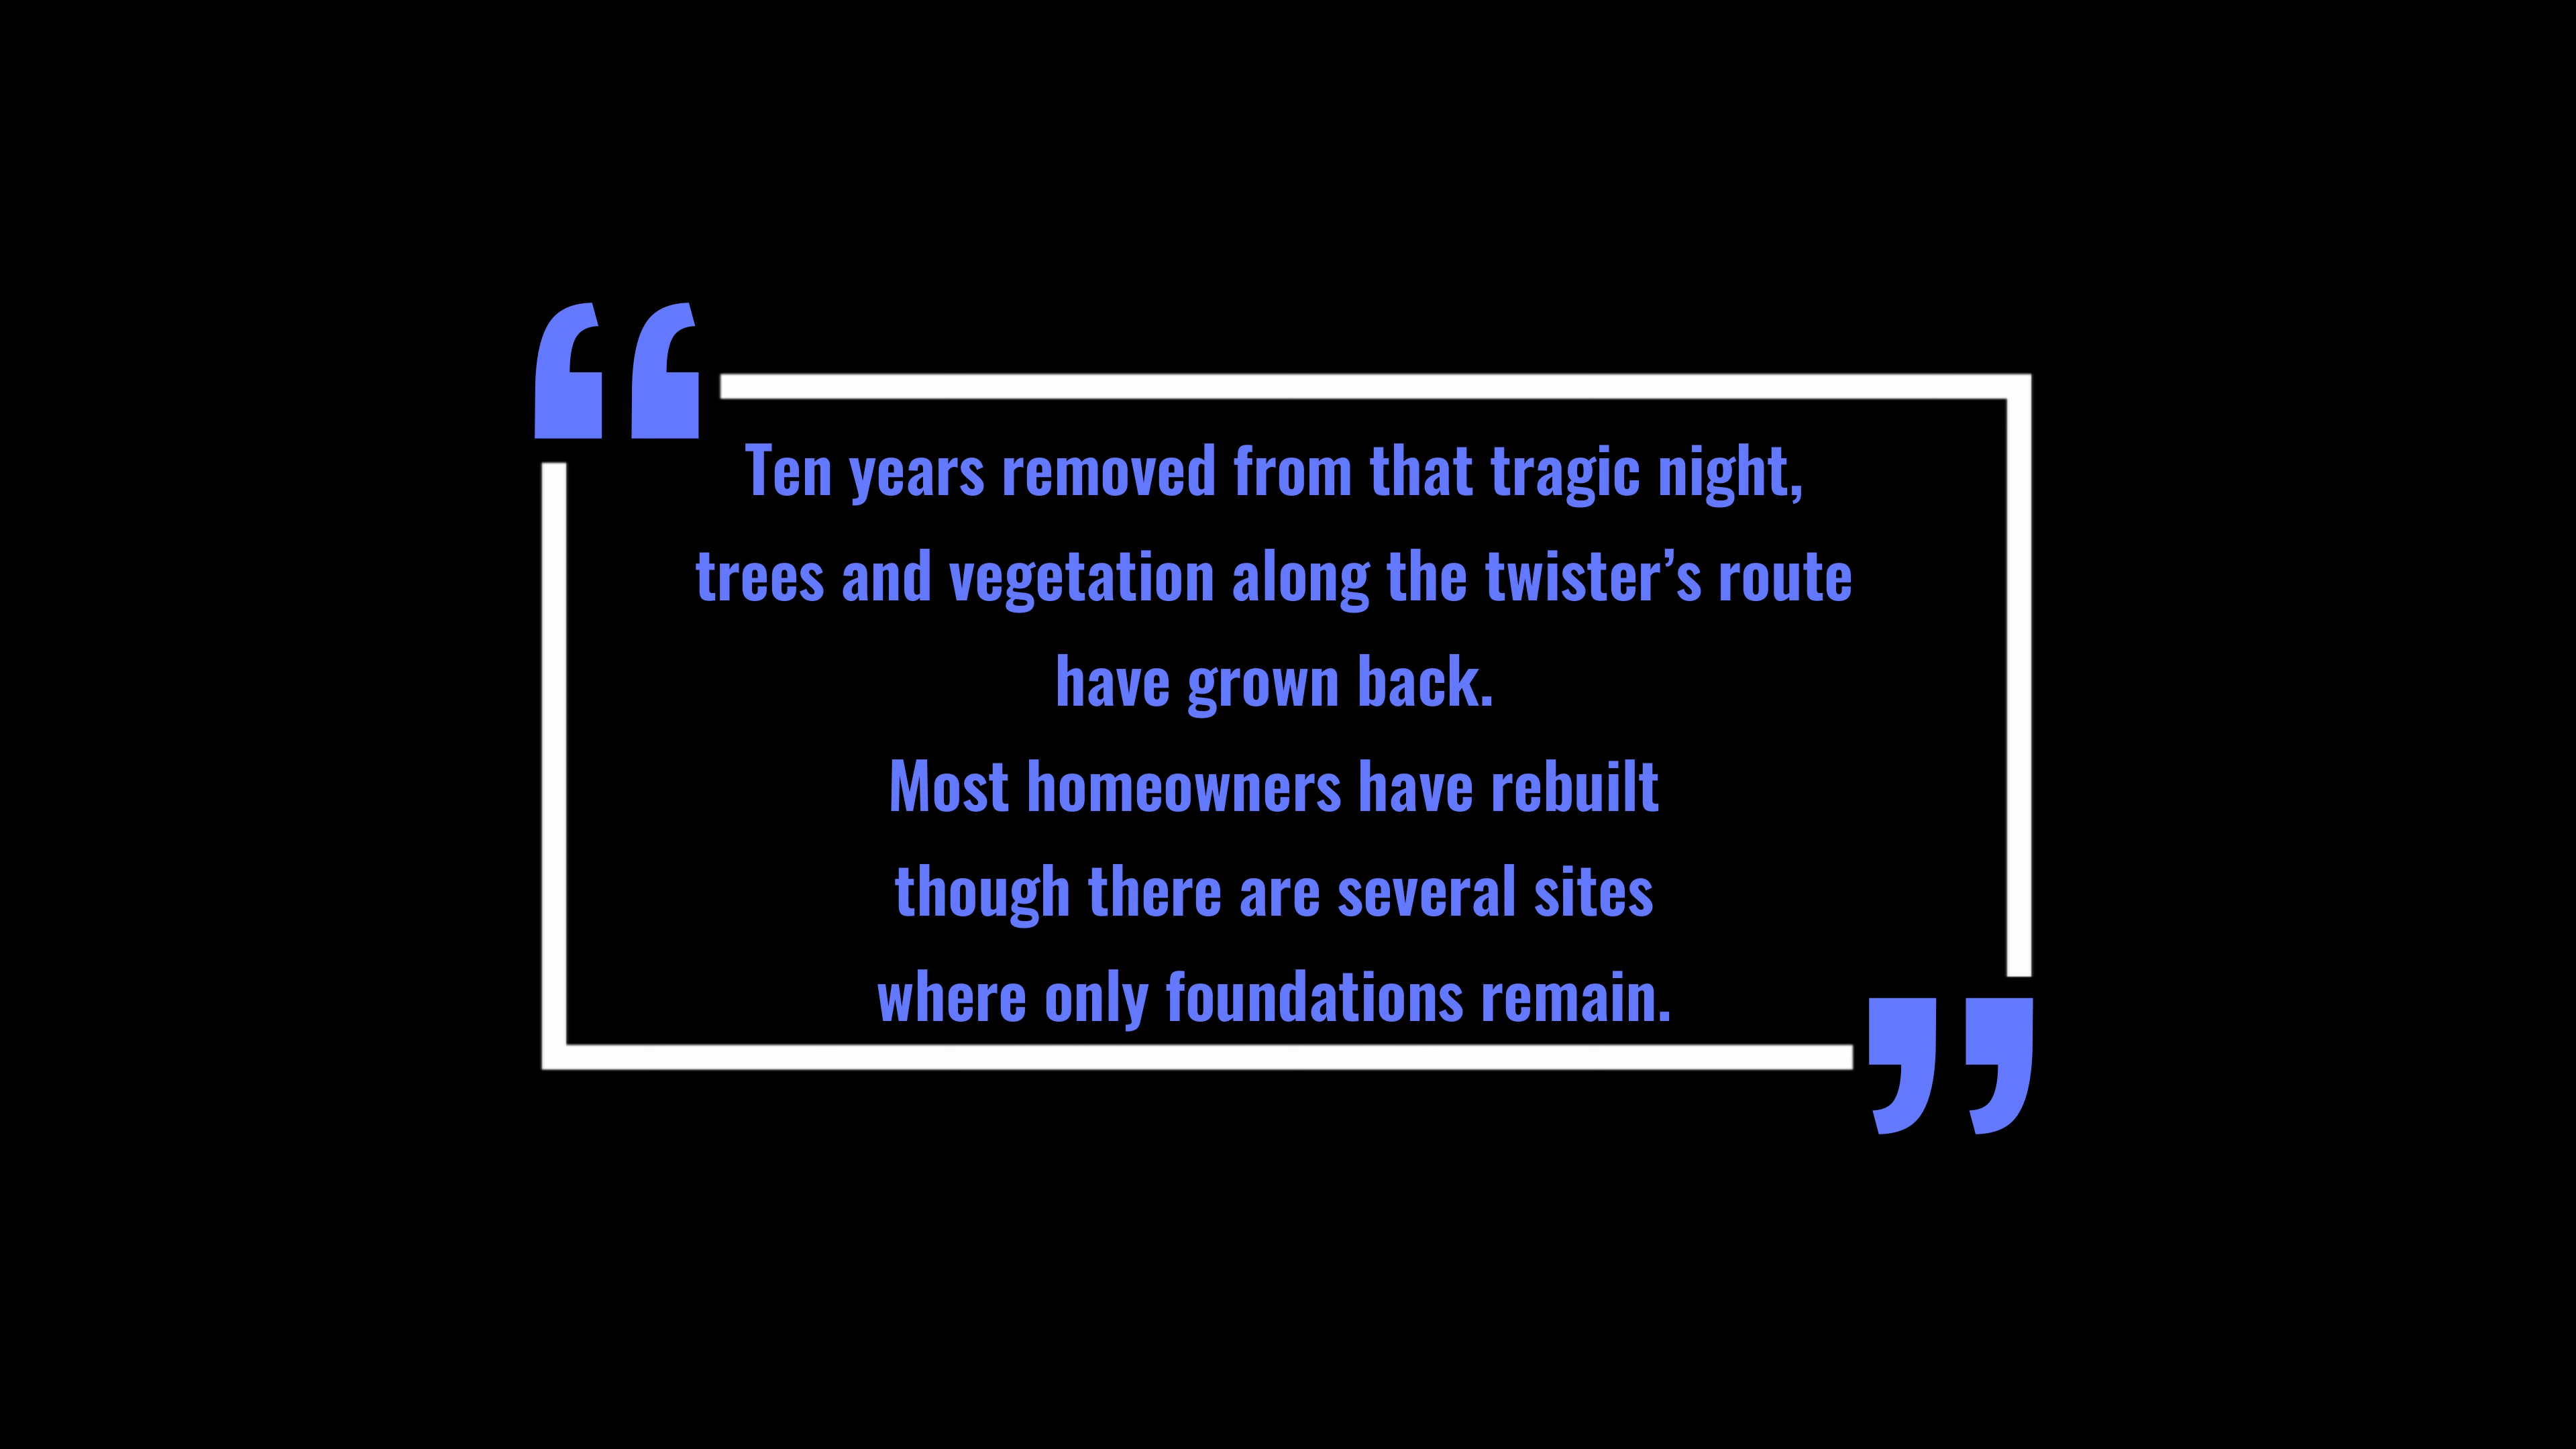 “
Ten years removed from that tragic night,
trees and vegetation along the twister’s route
have grown back.
Most homeowners have rebuilt
though there are several sites
where only foundations remain.
”